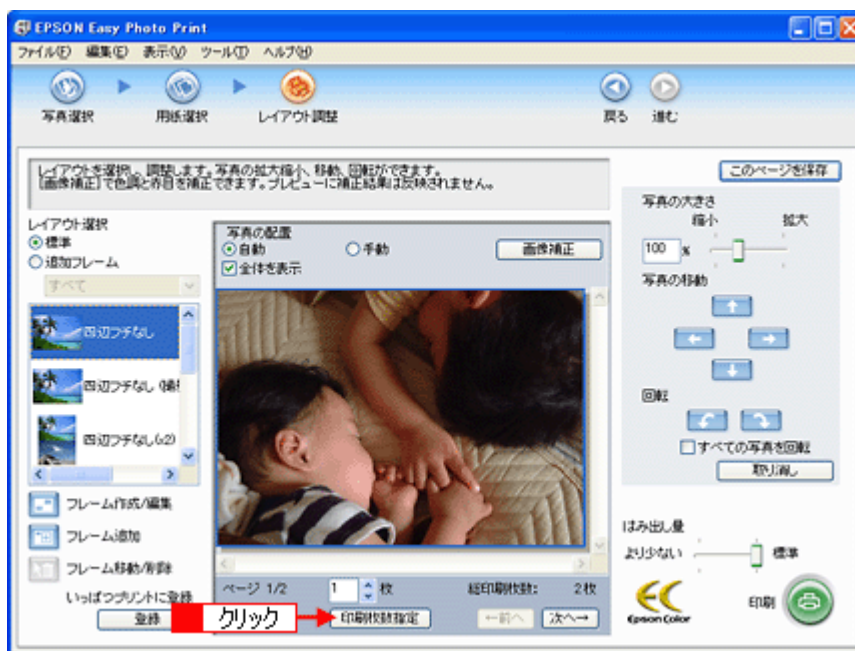 EPSON Easy Photo Print
ファイル(F) 編集(E) 表示(V) ツール(T) ヘルプ(H)
写真選択 用紙選択 レイアウト調整 戻る 進む
レイアウトを選択し、調整します。写真の拡大縮小、移動、回転ができます。
[画像補正]で色調と赤目を補正できます。プレビューに補正結果は反映されません。
このページを保存
レイアウト選択
標準
追加フレーム
すべて
四辺フチなし
四辺フチなし
四辺フチなし(x2)
フレーム作成/編集
フレーム追加
フレーム移動/削除
いっぱつプリントに登録
登録
写真の配置
自動 手動 画像補正
全体を表示
ページ 1/2 1 枚 総印刷枚数: 2枚
クリック
印刷枚数指定 ←前へ 次へ→
写真の大きさ
縮小 拡大
100 %
写真の移動
回転
すべての写真を回転
取り消し
はみ出し量
より少ない 標準
Epson Color
印刷